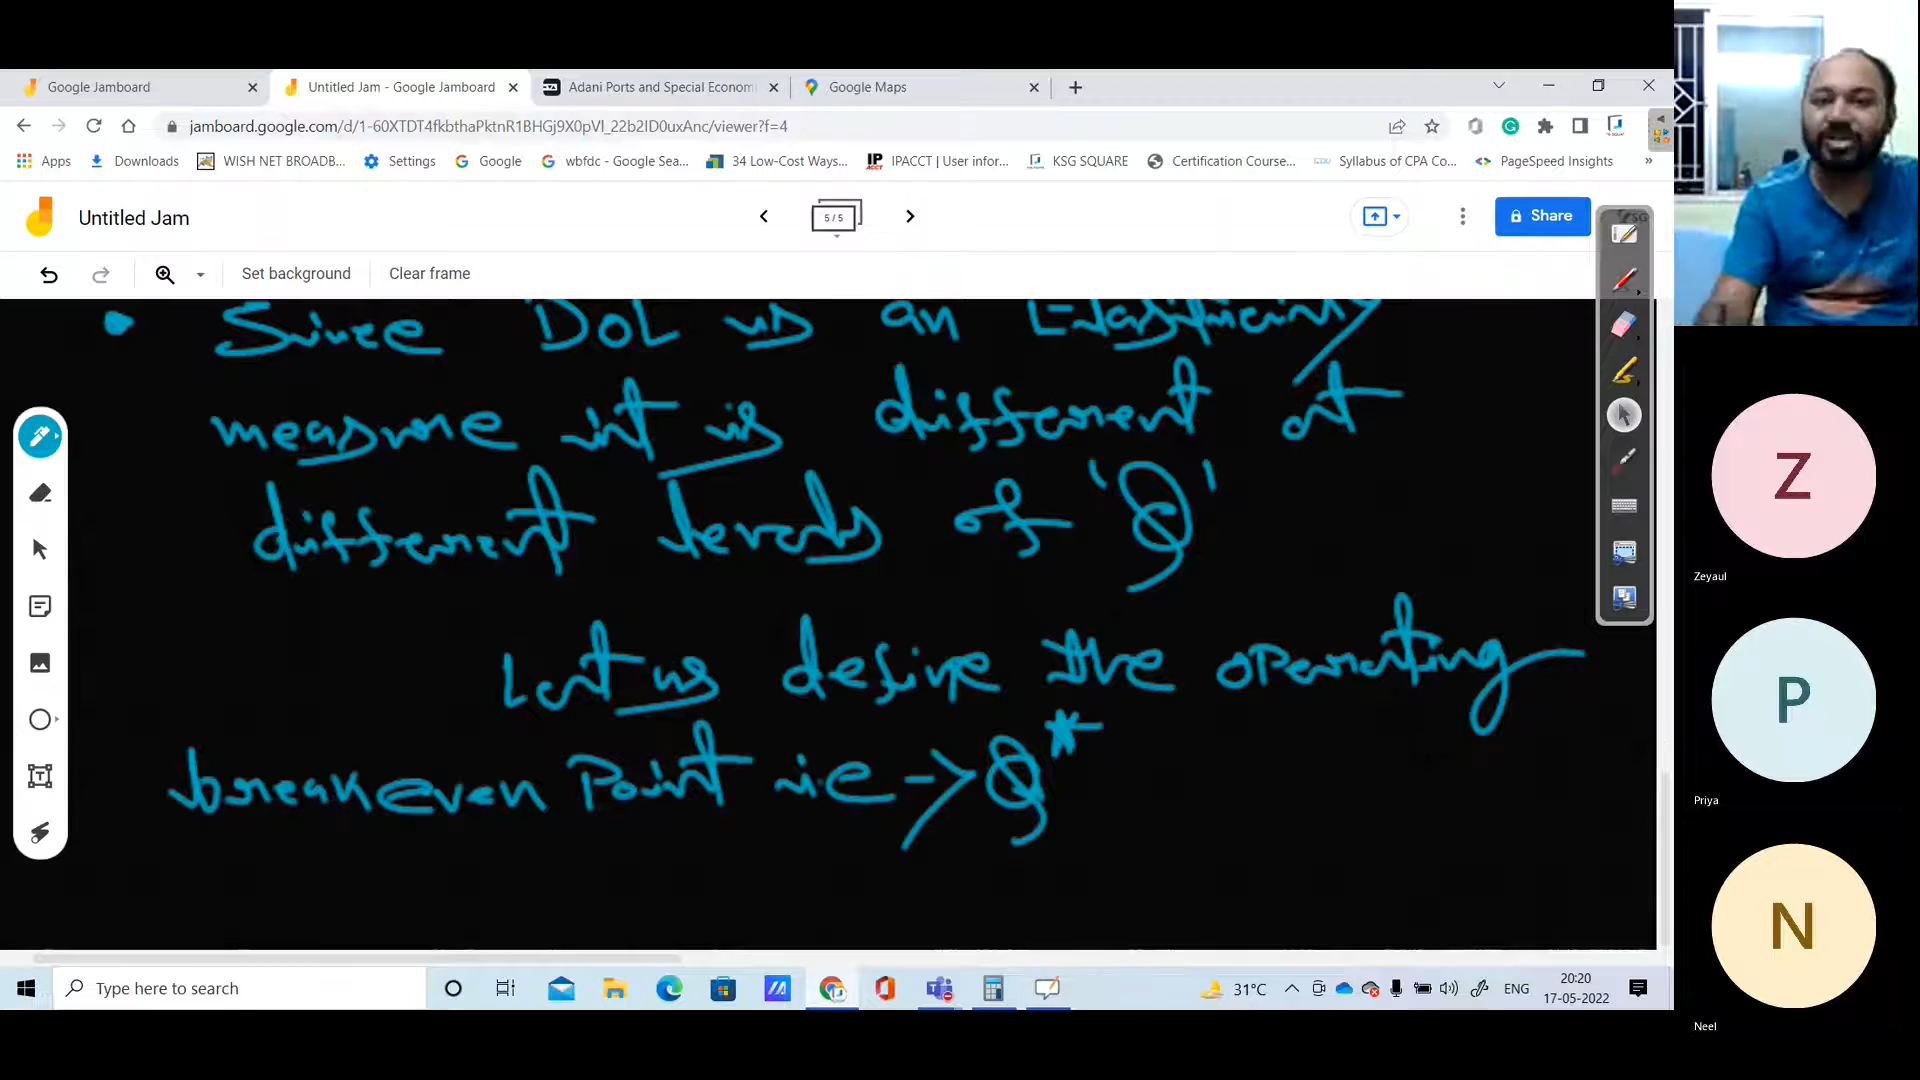 Google Jamboard
Untitled Jam - Google Jamboard
Adani Ports and Special Econom
Google Maps
jamboard.google.com/d/1-60XTDT4fkbthaPktnR1BHGj9X0pVl_22b2ID0uxAnc/viewer?f=4
Apps Downloads WISH NET BROADB... Settings Google wbfdc - Google Sea... 34 Low-Cost Ways... IPACCT | User infor... KSG SQUARE Certification Course... Syllabus of CPA Co... PageSpeed Insights »
Untitled Jam
5 / 5
Share
Set background Clear frame
• Since DOL is an Elasticity
measure it is different at
different levels of 'Q'
Let us define the operating
breakeven Point ie → Q*
Z
Zeyaul
P
Priya
N
Neel
Type here to search
31°C
ENG
20:20
17-05-2022